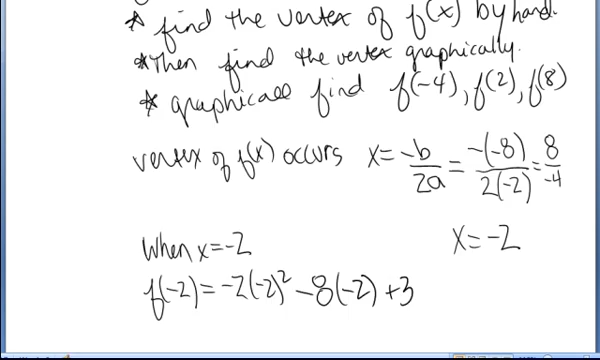 * find the vertex of f(x) by hand.
* Then find the vertex graphically.
* graphicall find f(-4), f(2), f(8)
vertex of f(x) occurs x = -b/2a = -(-8)/2(-2) = 8/-4
x = -2
When x = -2
f(-2) = -2(-2)² - 8(-2) + 3